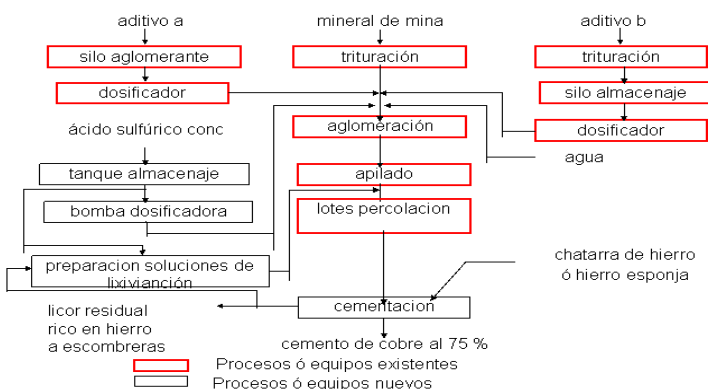 aditivo a
mineral de mina
aditivo b
silo aglomerante
trituración
trituración
dosificador
silo almacenaje
ácido sulfúrico conc
aglomeración
dosificador
agua
tanque almacenaje
apilado
bomba dosificadora
lotes percolacion
preparacion soluciones de
lixiviancción
chatarra de hierro
ó hierro esponja
cementacion
licor residual
rico en hierro
a escombreras
cemento de cobre al 75 %
Procesos ó equipos existentes
Procesos ó equipos nuevos